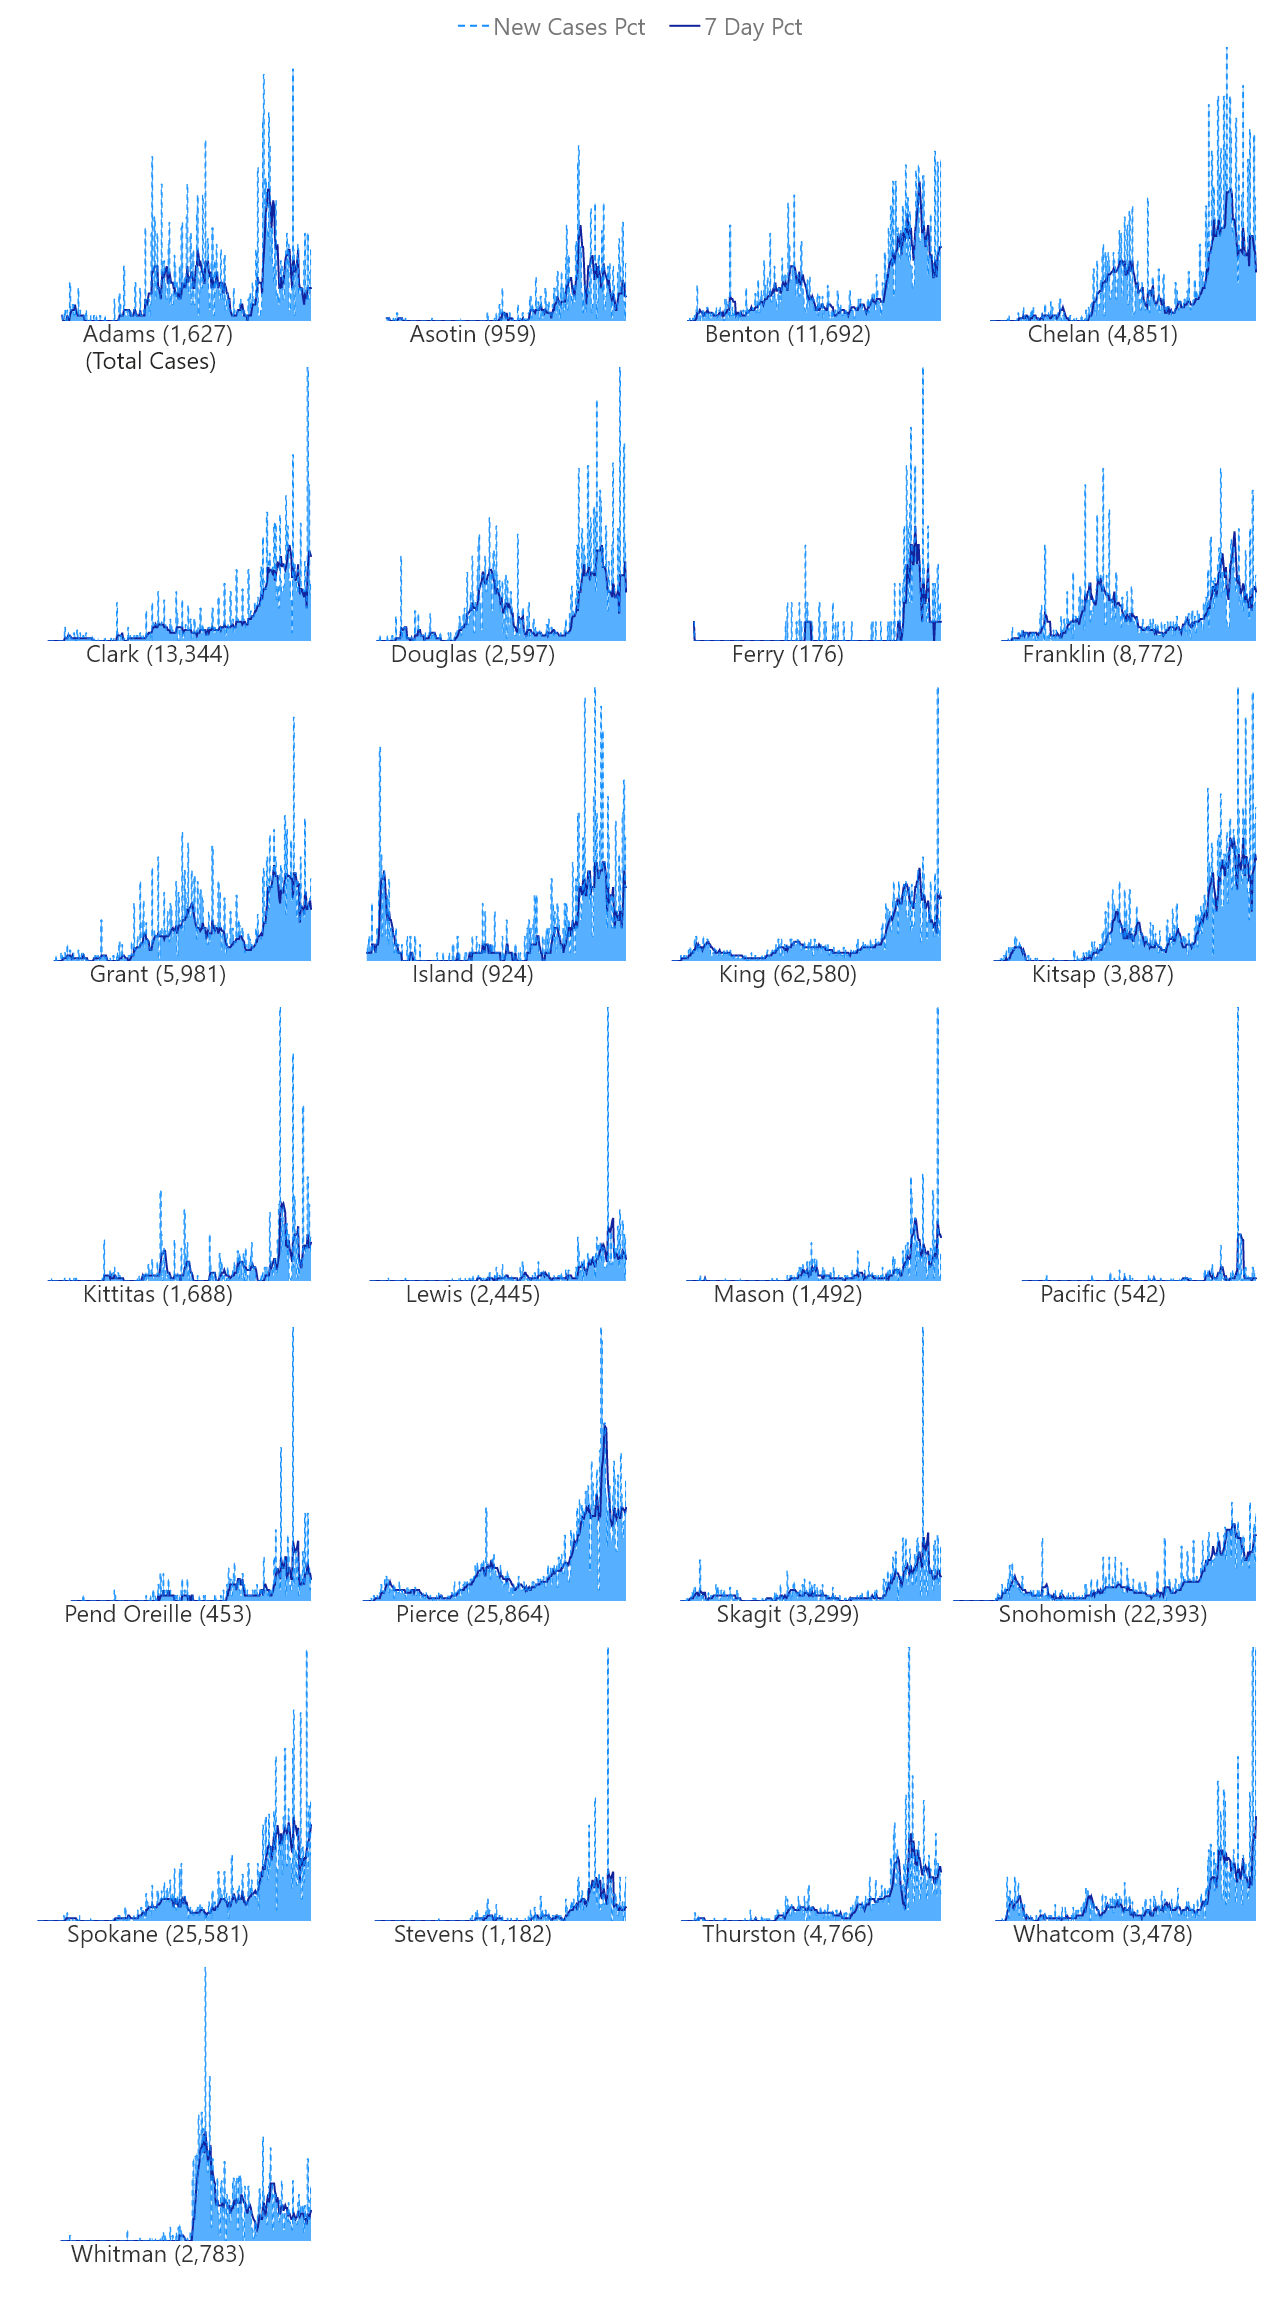 New Cases Pct 7 Day Pct
Adams (1,627) Asotin (959) Benton (11,692) Chelan (4,851)
(Total Cases)
Clark (13,344) Douglas (2,597) Ferry (176) Franklin (8,772)
Grant (5,981) Island (924) King (62,580) Kitsap (3,887)
Kittitas (1,688) Lewis (2,445) Mason (1,492) Pacific (542)
Pend Oreille (453) Pierce (25,864) Skagit (3,299) Snohomish (22,393)
Spokane (25,581) Stevens (1,182) Thurston (4,766) Whatcom (3,478)
Whitman (2,783)